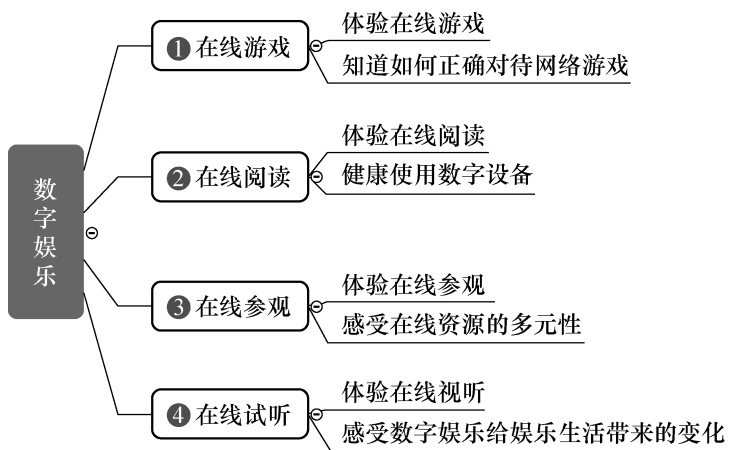 数字娱乐
❶ 在线游戏
体验在线游戏
知道如何正确对待网络游戏
❷ 在线阅读
体验在线阅读
健康使用数字设备
❸ 在线参观
体验在线参观
感受在线资源的多元性
❹ 在线试听
体验在线视听
感受数字娱乐给娱乐生活带来的变化